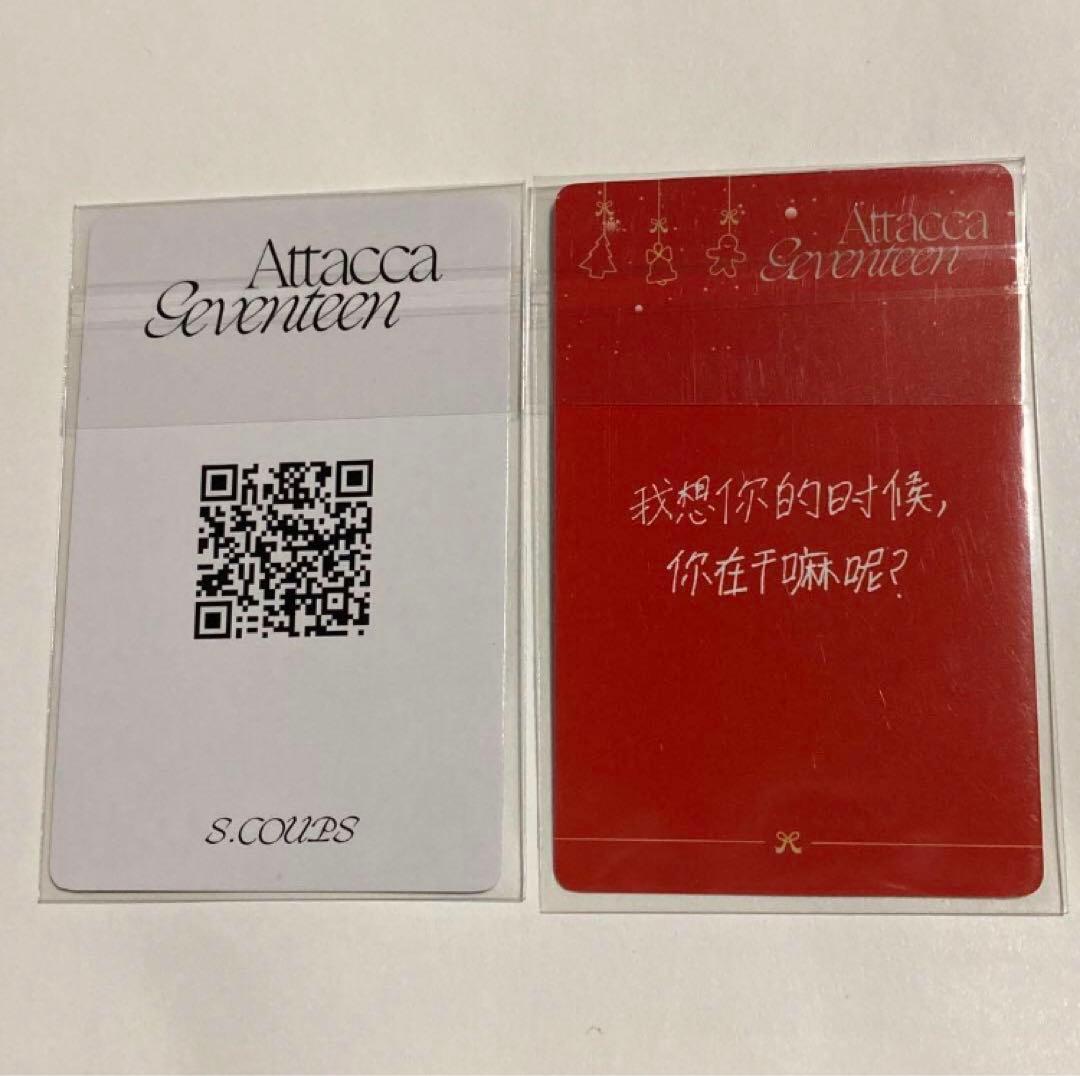 Attacca
Seventeen
S.COUPS
Attacca
Seventeen
我想你的时候,
你在干嘛呢?